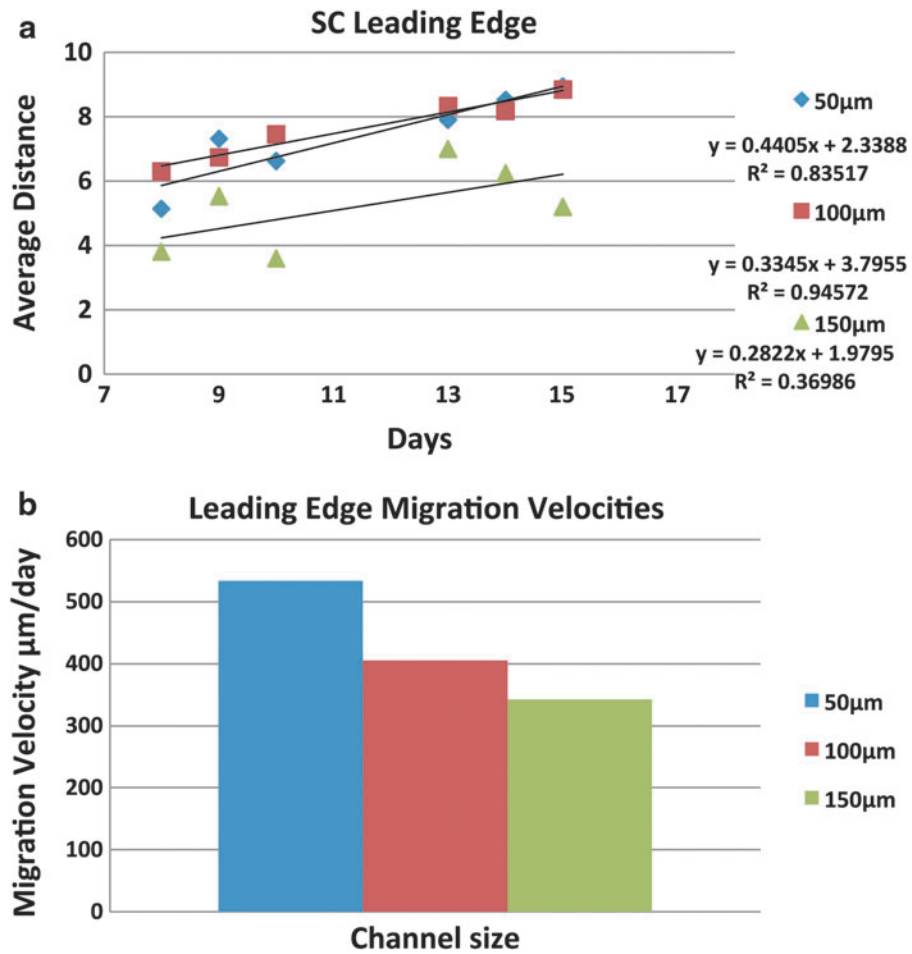 a
SC Leading Edge
10
8
6
4
2
0
Average Distance
7 9 11 13 15 17
Days
50µm
y = 0.4405x + 2.3388
R² = 0.83517
100µm
y = 0.3345x + 3.7955
R² = 0.94572
150µm
y = 0.2822x + 1.9795
R² = 0.36986
b
Leading Edge Migration Velocities
600
500
400
300
200
100
0
Migration Velocity µm/day
Channel size
50µm
100µm
150µm